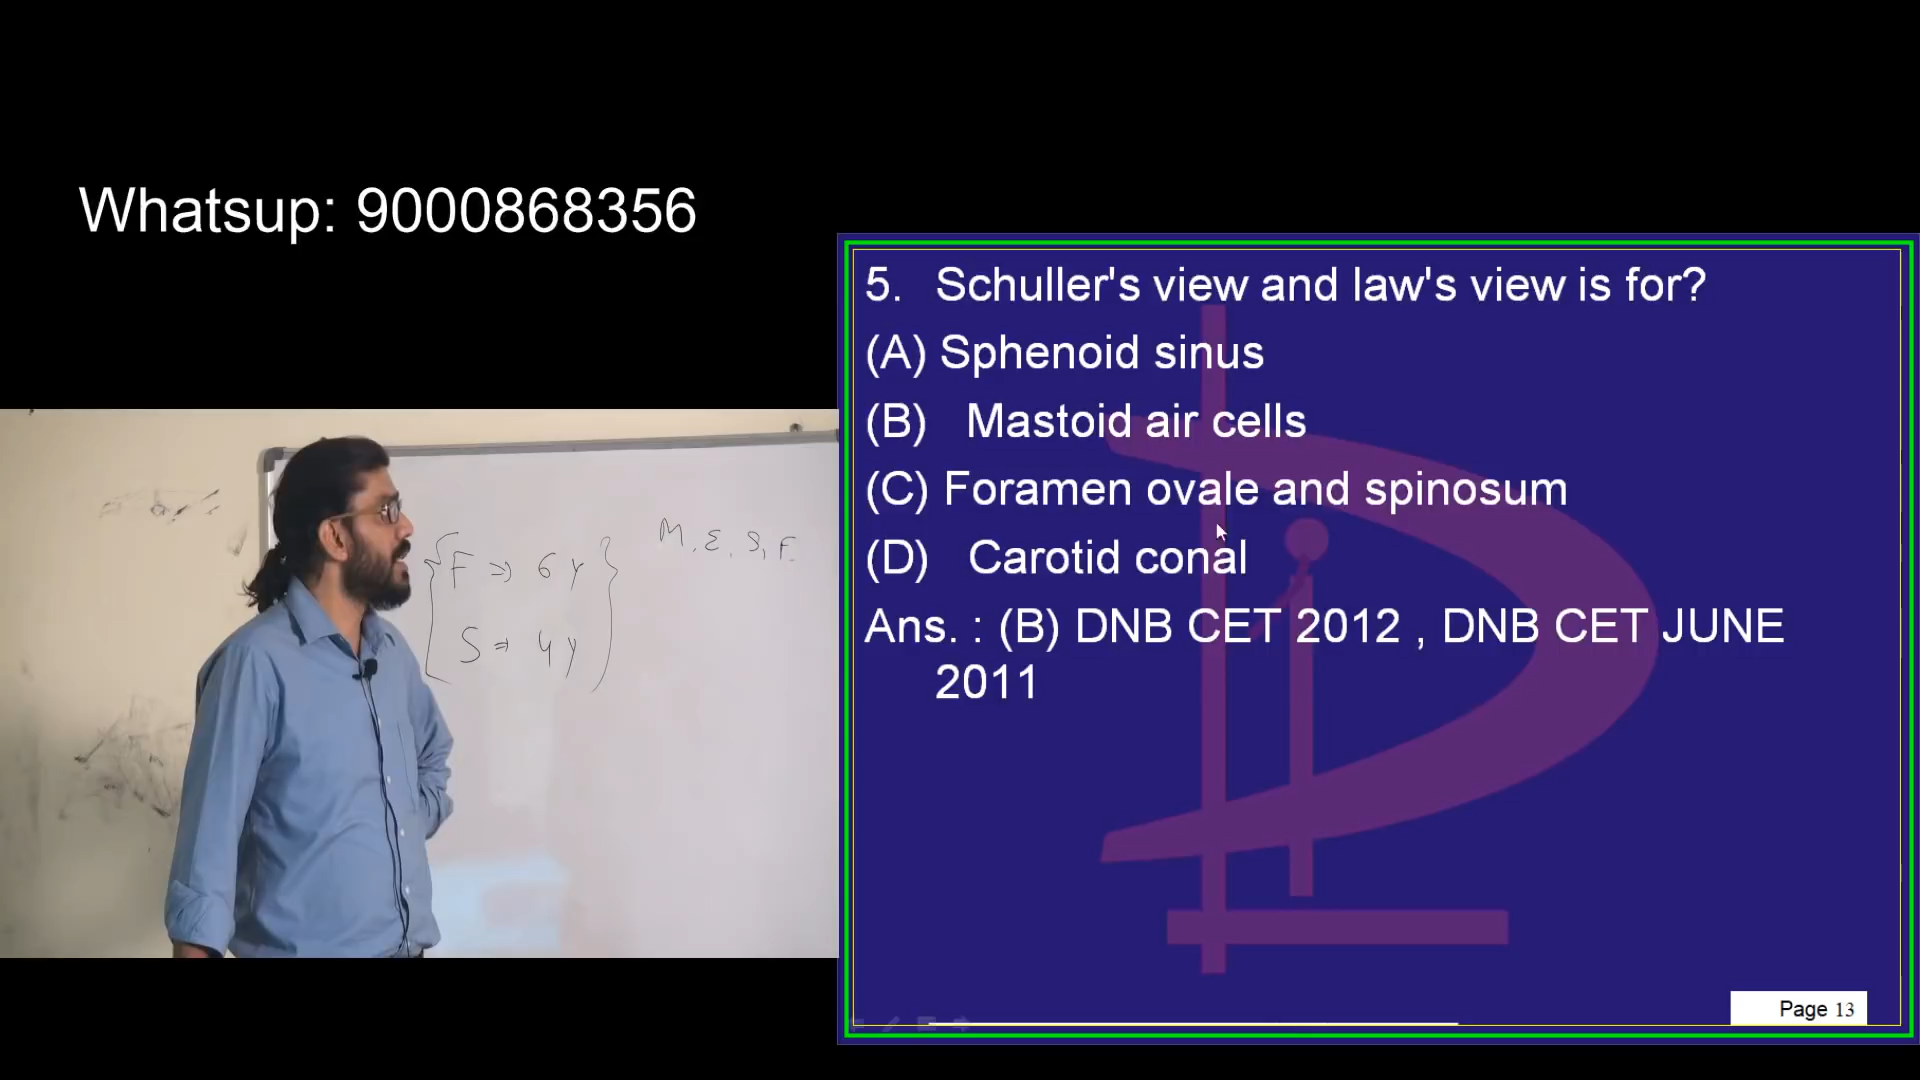 Whatsup: 9000868356
5. Schuller's view and law's view is for?
(A) Sphenoid sinus
(B) Mastoid air cells
(C) Foramen ovale and spinosum
(D) Carotid conal
Ans. : (B) DNB CET 2012 , DNB CET JUNE
2011
Page 13
M, E, S, F
F => 6 y
S => 4 y